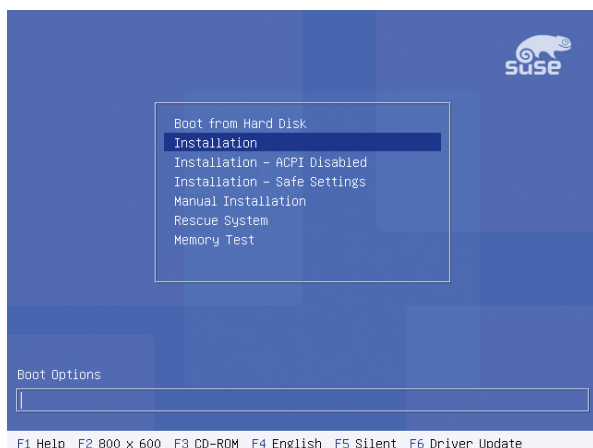 suse
Boot from Hard Disk
Installation
Installation - ACPI Disabled
Installation - Safe Settings
Manual Installation
Rescue System
Memory Test
Boot Options
F1 Help F2 800 x 600 F3 CD-ROM F4 English F5 Silent F6 Driver Update